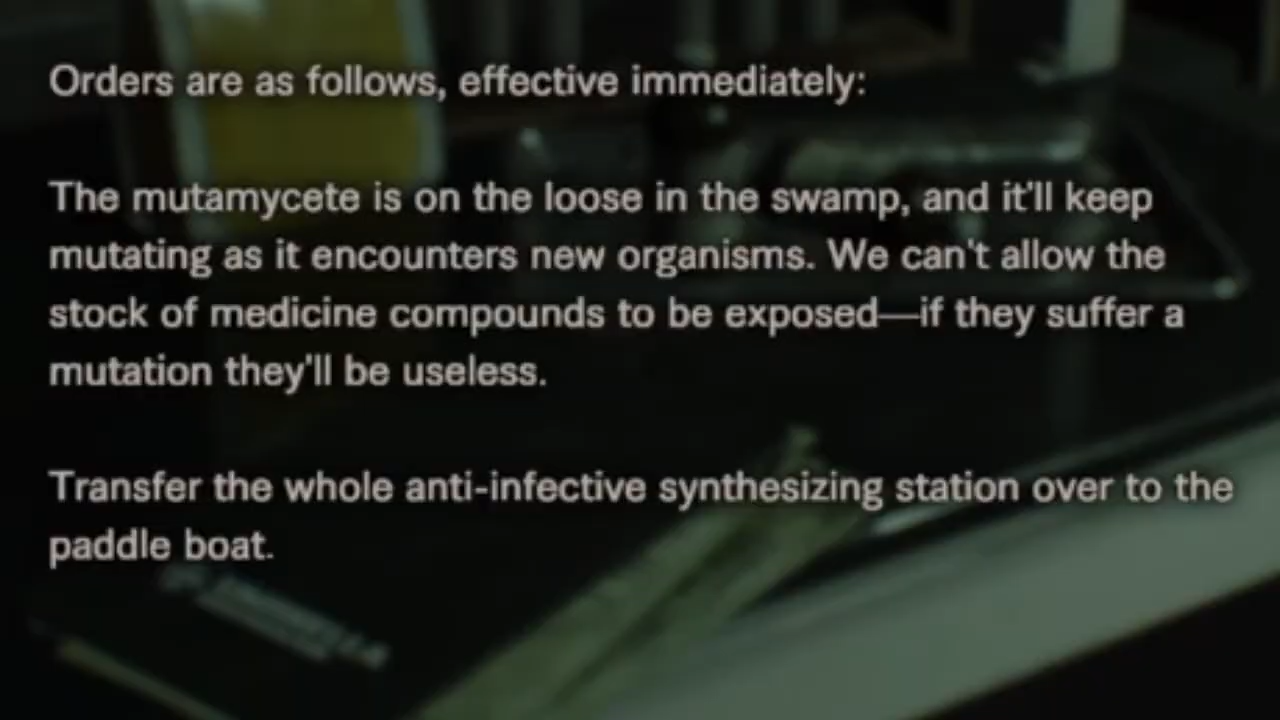 Orders are as follows, effective immediately:
The mutamycete is on the loose in the swamp, and it'll keep
mutating as it encounters new organisms. We can't allow the
stock of medicine compounds to be exposed—if they suffer a
mutation they'll be useless.
Transfer the whole anti-infective synthesizing station over to the
paddle boat.